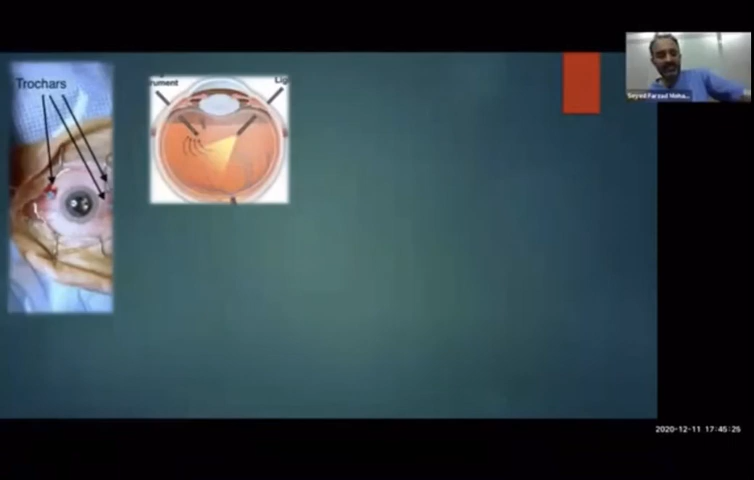 Trochars
rument
Lig
Seyed Farzad Moha...
2020-12-11 17:45:25